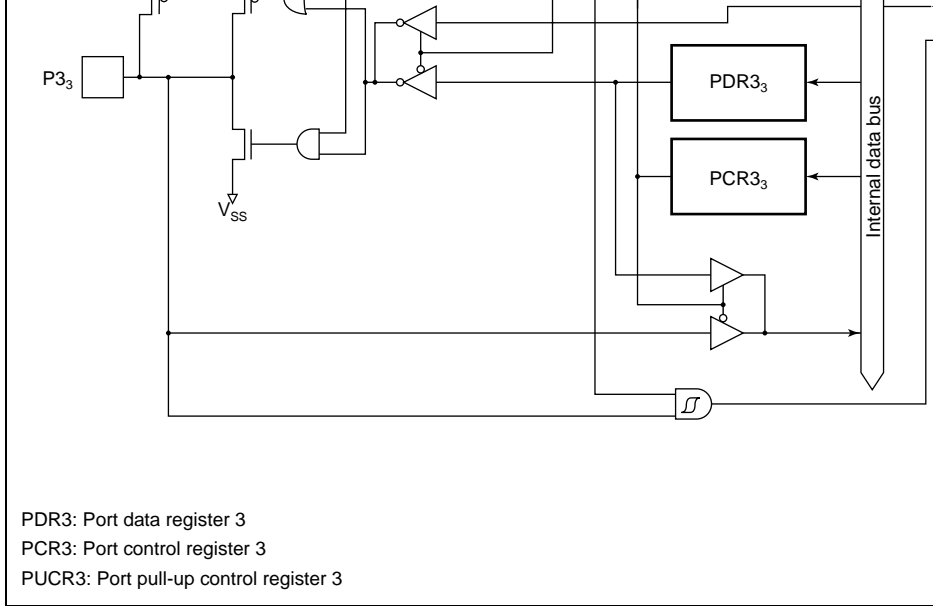 P3₃
PDR3₃
PCR3₃
Internal data bus
V_SS
PDR3: Port data register 3
PCR3: Port control register 3
PUCR3: Port pull-up control register 3